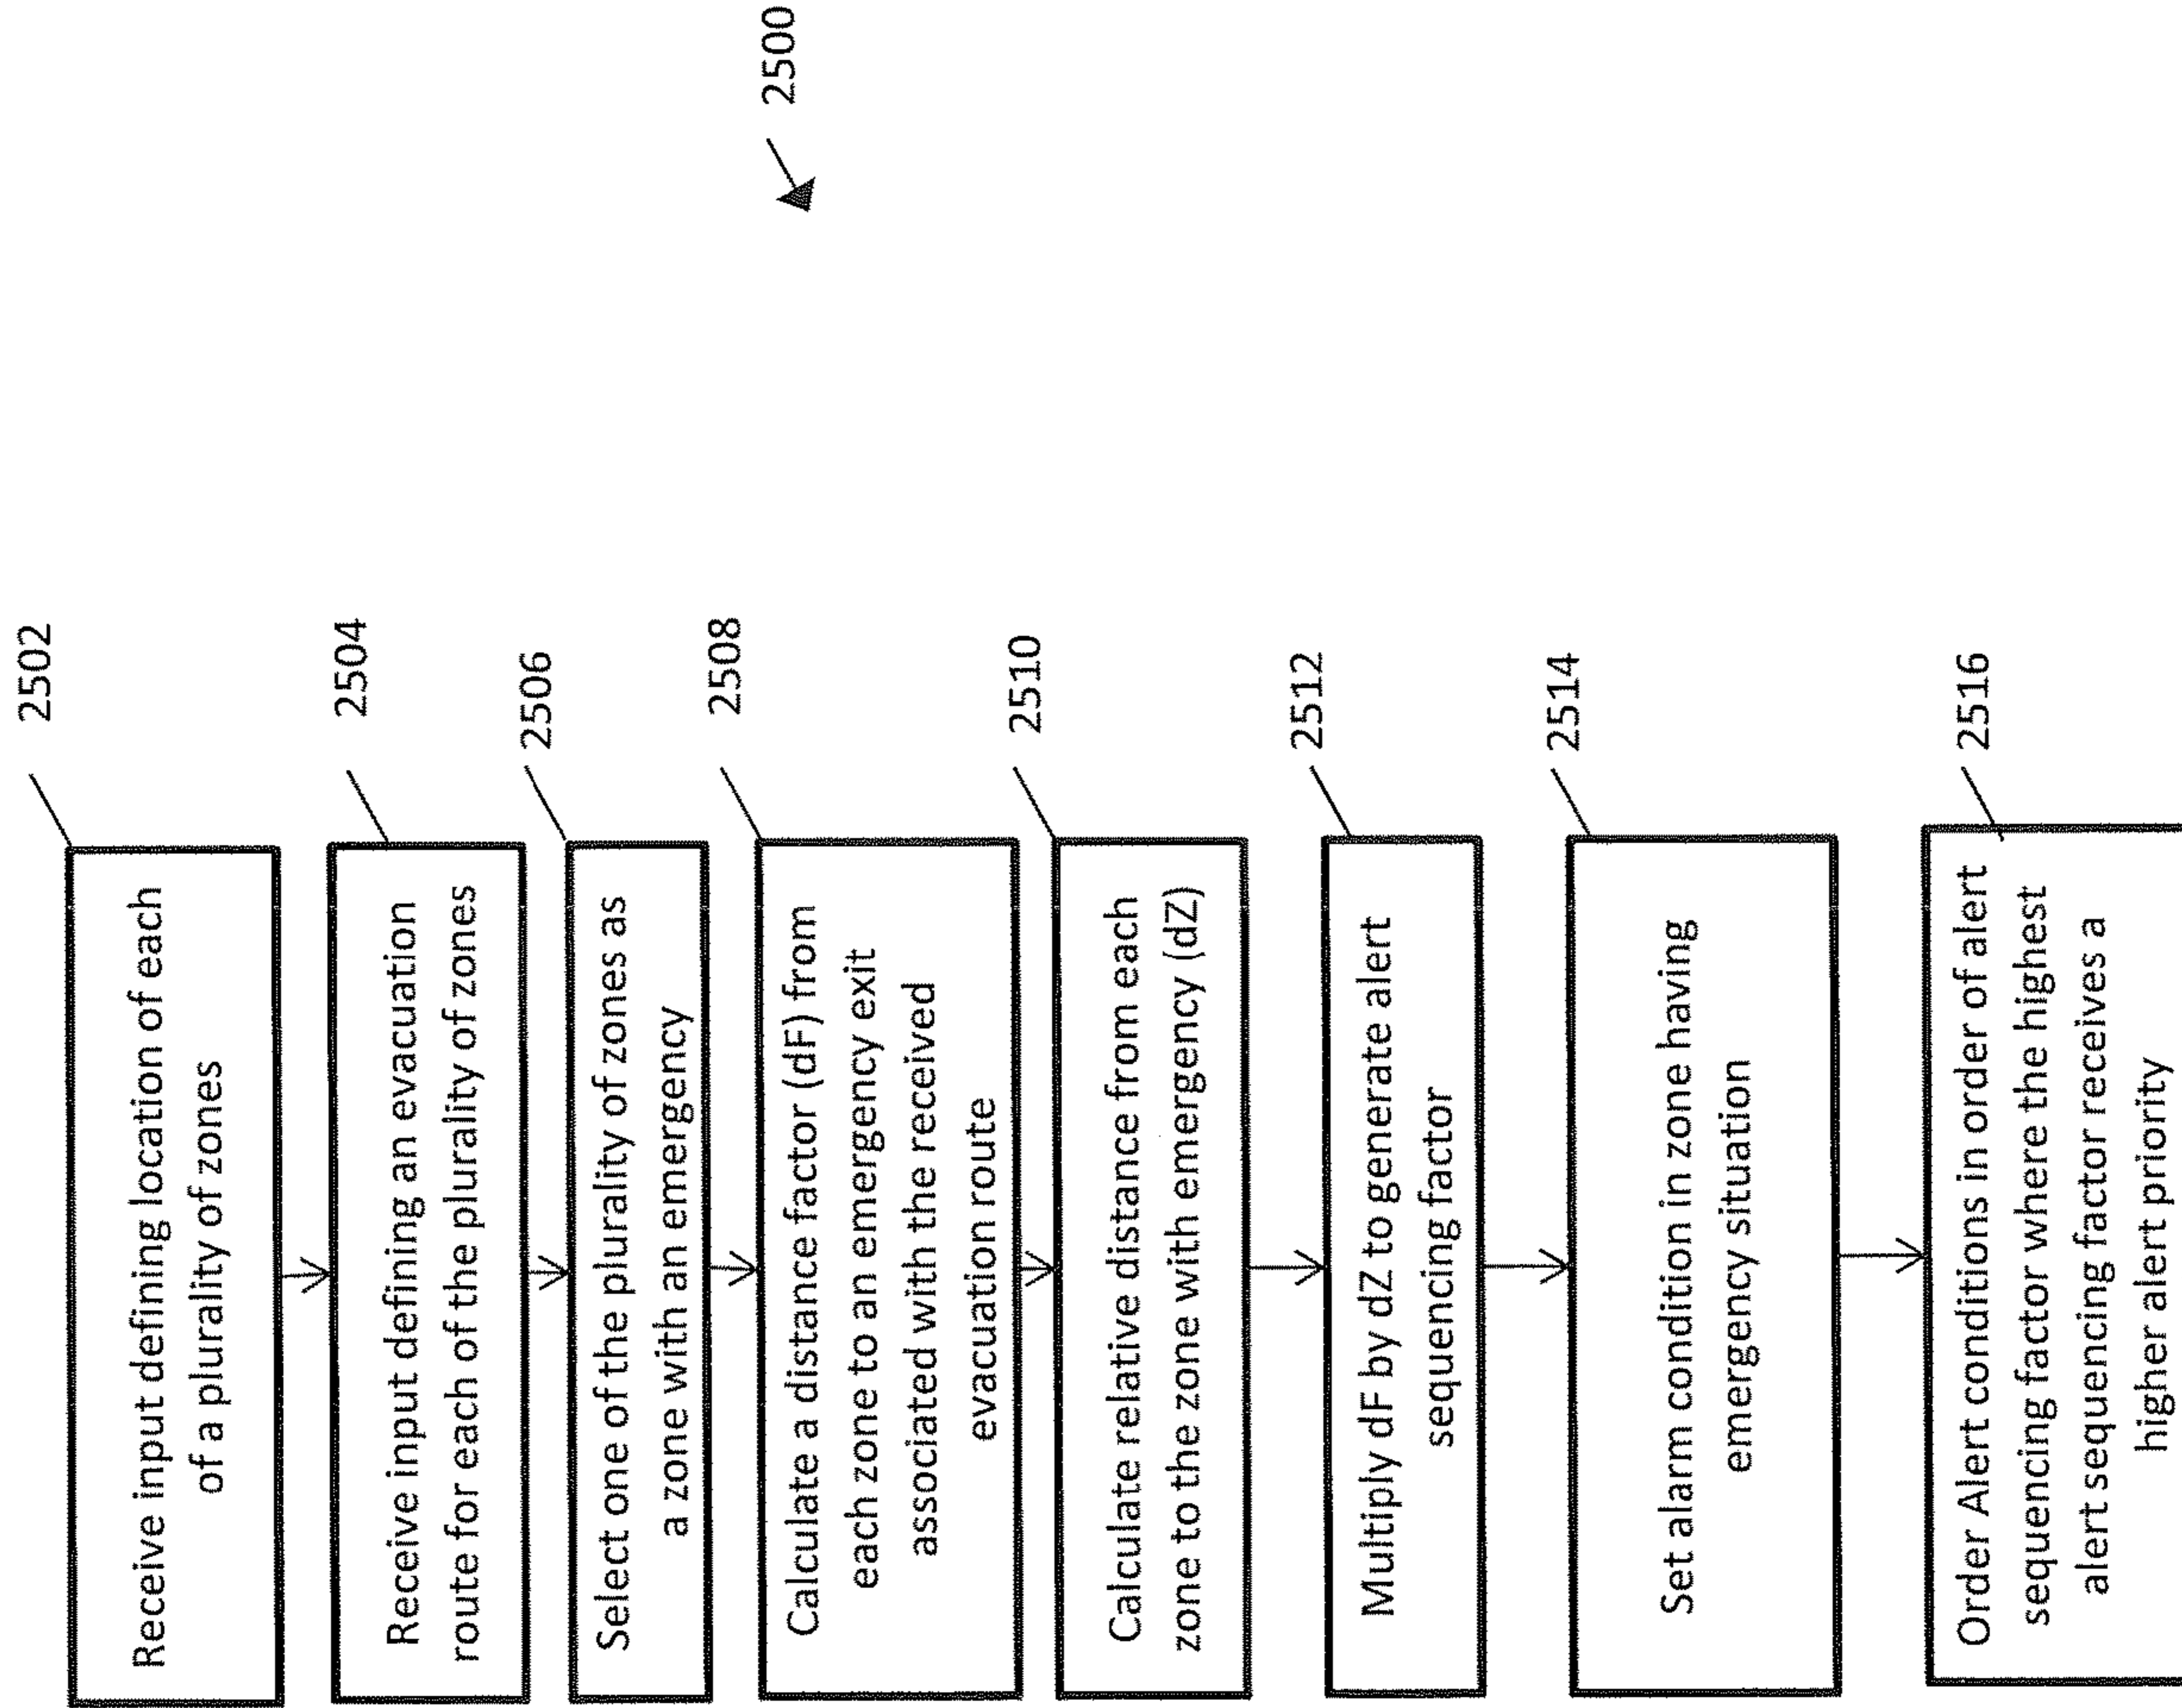 2502
Receive input defining location of each
of a plurality of zones
2504
Receive input defining an evacuation
route for each of the plurality of zones
2506
Select one of the plurality of zones as
a zone with an emergency
2508
Calculate a distance factor (dF) from
each zone to an emergency exit
associated with the received
evacuation route
2510
Calculate relative distance from each
zone to the zone with emergency (dZ)
2512
Multiply dF by dZ to generate alert
sequencing factor
2514
Set alarm condition in zone having
emergency situation
2516
Order Alert conditions in order of alert
sequencing factor where the highest
alert sequencing factor receives a
higher alert priority
2500